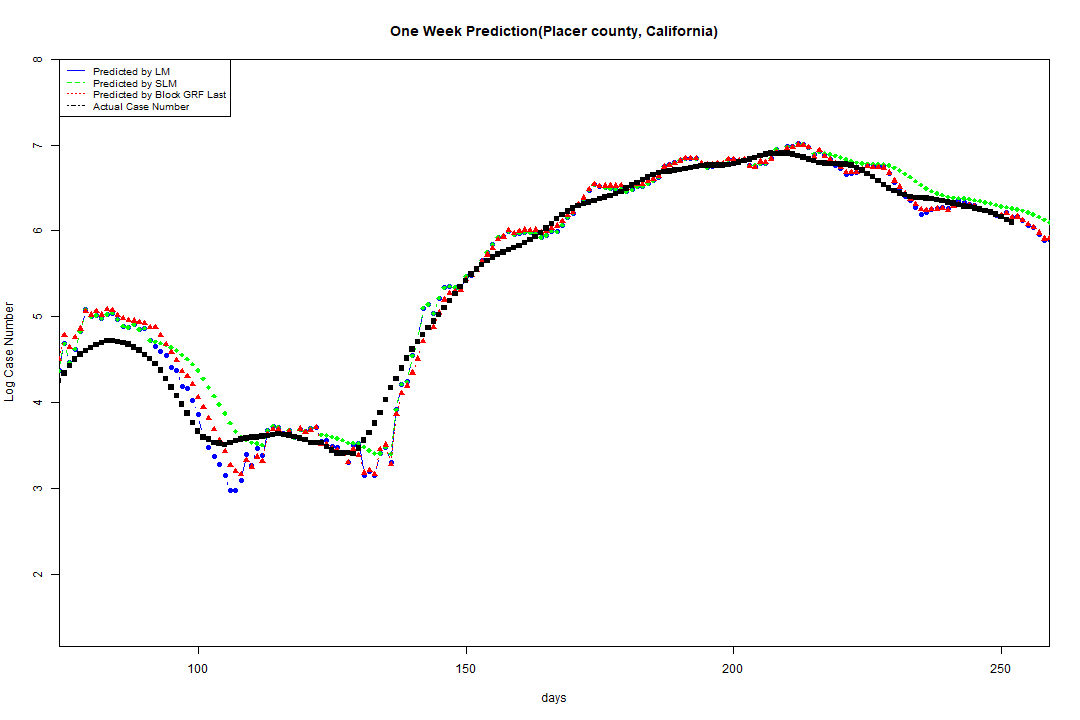 One Week Prediction(Placer county, California)
Predicted by LM
Predicted by SLM
Predicted by Block GRF Last
Actual Case Number
8
7
6
5
4
3
2
Log Case Number
100 150 200 250
days